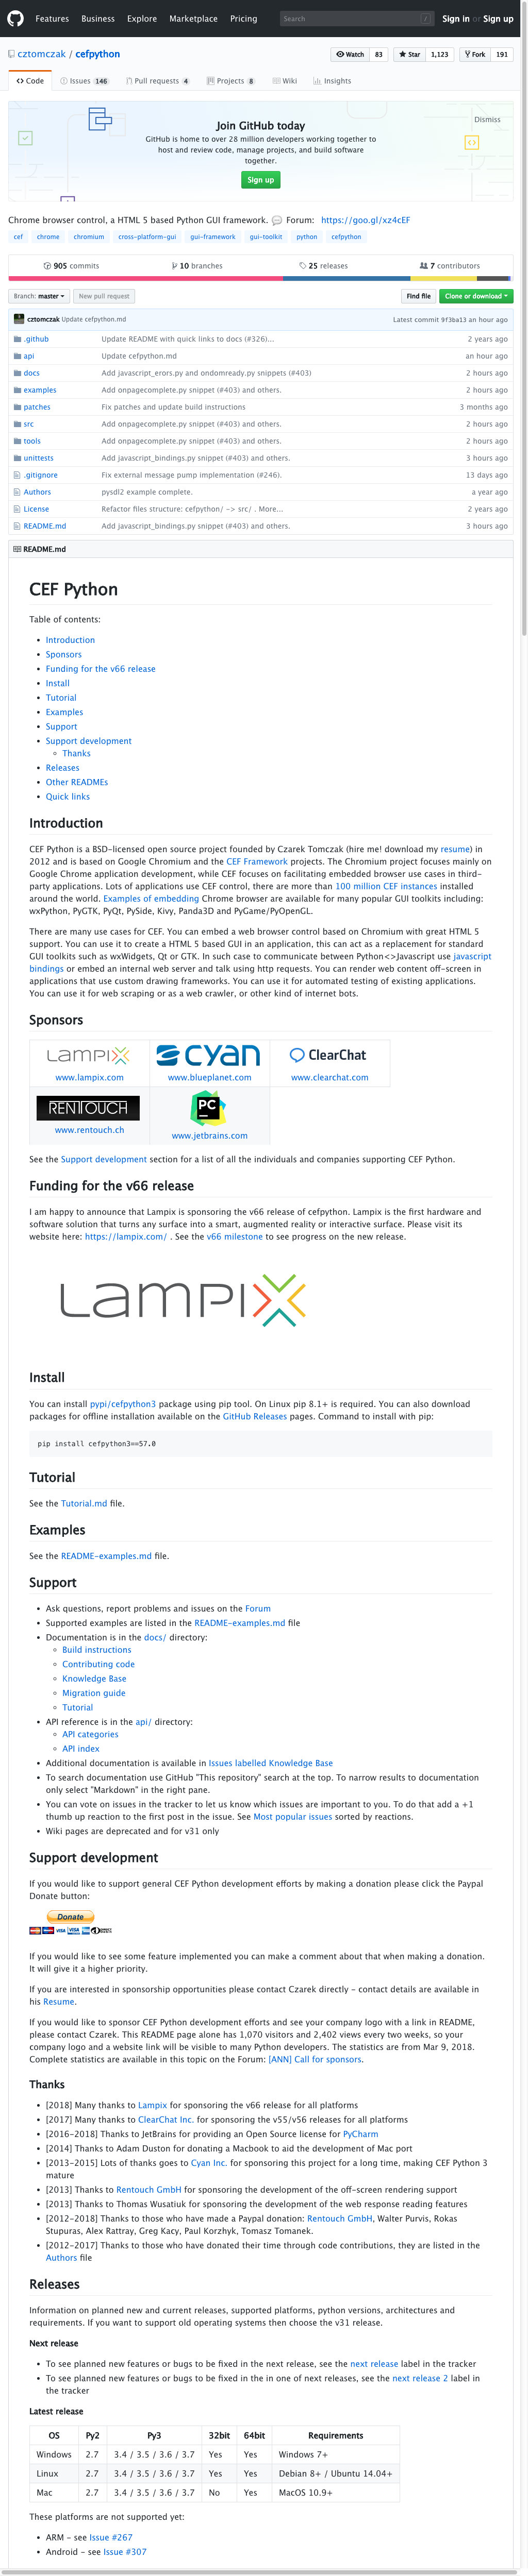 Features Business Explore Marketplace Pricing Search / Sign in or Sign up
cztomczak / cefpython Watch 83 Star 1,123 Fork 191
Code Issues 146 Pull requests 4 Projects 8 Wiki Insights
Join GitHub today
Dismiss
GitHub is home to over 28 million developers working together to
host and review code, manage projects, and build software
together.
Sign up
Chrome browser control, a HTML 5 based Python GUI framework. Forum: https://goo.gl/xz4cEF
cef chrome chromium cross-platform-gui gui-framework gui-toolkit python cefpython
905 commits 10 branches 25 releases 7 contributors
Branch: master New pull request Find file Clone or download
cztomczak Update cefpython.md Latest commit 9f3ba13 an hour ago
.github Update README with quick links to docs (#326)... 2 years ago
api Update cefpython.md an hour ago
docs Add javascript_erors.py and ondomready.py snippets (#403) 2 hours ago
examples Add onpagecomplete.py snippet (#403) and others. 2 hours ago
patches Fix patches and update build instructions 3 months ago
src Add onpagecomplete.py snippet (#403) and others. 2 hours ago
tools Add onpagecomplete.py snippet (#403) and others. 2 hours ago
unittests Add javascript_bindings.py snippet (#403) and others. 3 hours ago
.gitignore Fix external message pump implementation (#246). 13 days ago
Authors pysdl2 example complete. a year ago
License Refactor files structure: cefpython/ -> src/ . More... 2 years ago
README.md Add javascript_bindings.py snippet (#403) and others. 3 hours ago
README.md
CEF Python
Table of contents:
• Introduction
• Sponsors
• Funding for the v66 release
• Install
• Tutorial
• Examples
• Support
• Support development
◦ Thanks
• Releases
• Other READMEs
• Quick links
Introduction
CEF Python is a BSD-licensed open source project founded by Czarek Tomczak (hire me! download my resume) in
2012 and is based on Google Chromium and the CEF Framework projects. The Chromium project focuses mainly on
Google Chrome application development, while CEF focuses on facilitating embedded browser use cases in third-
party applications. Lots of applications use CEF control, there are more than 100 million CEF instances installed
around the world. Examples of embedding Chrome browser are available for many popular GUI toolkits including:
wxPython, PyGTK, PyQt, PySide, Kivy, Panda3D and PyGame/PyOpenGL.
There are many use cases for CEF. You can embed a web browser control based on Chromium with great HTML 5
support. You can use it to create a HTML 5 based GUI in an application, this can act as a replacement for standard
GUI toolkits such as wxWidgets, Qt or GTK. In such case to communicate between Python<>Javascript use javascript
bindings or embed an internal web server and talk using http requests. You can render web content off-screen in
applications that use custom drawing frameworks. You can use it for automated testing of existing applications.
You can use it for web scraping or as a web crawler, or other kind of internet bots.
Sponsors
LAMPIX CYAN ClearChat
www.lampix.com www.blueplanet.com www.clearchat.com
RENTOUCH PC
www.rentouch.ch www.jetbrains.com
See the Support development section for a list of all the individuals and companies supporting CEF Python.
Funding for the v66 release
I am happy to announce that Lampix is sponsoring the v66 release of cefpython. Lampix is the first hardware and
software solution that turns any surface into a smart, augmented reality or interactive surface. Please visit its
website here: https://lampix.com/ . See the v66 milestone to see progress on the new release.
LAMPIX
Install
You can install pypi/cefpython3 package using pip tool. On Linux pip 8.1+ is required. You can also download
packages for offline installation available on the GitHub Releases pages. Command to install with pip:
pip install cefpython3==57.0
Tutorial
See the Tutorial.md file.
Examples
See the README-examples.md file.
Support
• Ask questions, report problems and issues on the Forum
• Supported examples are listed in the README-examples.md file
• Documentation is in the docs/ directory:
◦ Build instructions
◦ Contributing code
◦ Knowledge Base
◦ Migration guide
◦ Tutorial
• API reference is in the api/ directory:
◦ API categories
◦ API index
• Additional documentation is available in Issues labelled Knowledge Base
• To search documentation use GitHub "This repository" search at the top. To narrow results to documentation
only select "Markdown" in the right pane.
• You can vote on issues in the tracker to let us know which issues are important to you. To do that add a +1
thumb up reaction to the first post in the issue. See Most popular issues sorted by reactions.
• Wiki pages are deprecated and for v31 only
Support development
If you would like to support general CEF Python development efforts by making a donation please click the Paypal
Donate button:
Donate
If you would like to see some feature implemented you can make a comment about that when making a donation.
It will give it a higher priority.
If you are interested in sponsorship opportunities please contact Czarek directly - contact details are available in
his Resume.
If you would like to sponsor CEF Python development efforts and see your company logo with a link in README,
please contact Czarek. This README page alone has 1,070 visitors and 2,402 views every two weeks, so your
company logo and a website link will be visible to many Python developers. The statistics are from Mar 9, 2018.
Complete statistics are available in this topic on the Forum: [ANN] Call for sponsors.
Thanks
• [2018] Many thanks to Lampix for sponsoring the v66 release for all platforms
• [2017] Many thanks to ClearChat Inc. for sponsoring the v55/v56 releases for all platforms
• [2016-2018] Thanks to JetBrains for providing an Open Source license for PyCharm
• [2014] Thanks to Adam Duston for donating a Macbook to aid the development of Mac port
• [2013-2015] Lots of thanks goes to Cyan Inc. for sponsoring this project for a long time, making CEF Python 3
mature
• [2013] Thanks to Rentouch GmbH for sponsoring the development of the off-screen rendering support
• [2013] Thanks to Thomas Wusatiuk for sponsoring the development of the web response reading features
• [2012-2018] Thanks to those who have made a Paypal donation: Rentouch GmbH, Walter Purvis, Rokas
Stupuras, Alex Rattray, Greg Kacy, Paul Korzhyk, Tomasz Tomanek.
• [2012-2017] Thanks to those who have donated their time through code contributions, they are listed in the
Authors file
Releases
Information on planned new and current releases, supported platforms, python versions, architectures and
requirements. If you want to support old operating systems then choose the v31 release.
Next release
• To see planned new features or bugs to be fixed in the next release, see the next release label in the tracker
• To see planned new features or bugs to be fixed in the in one of next releases, see the next release 2 label in
the tracker
Latest release
OS Py2 Py3 32bit 64bit Requirements
Windows 2.7 3.4 / 3.5 / 3.6 / 3.7 Yes Yes Windows 7+
Linux 2.7 3.4 / 3.5 / 3.6 / 3.7 Yes Yes Debian 8+ / Ubuntu 14.04+
Mac 2.7 3.4 / 3.5 / 3.6 / 3.7 No Yes MacOS 10.9+
These platforms are not supported yet:
• ARM - see Issue #267
• Android - see Issue #307